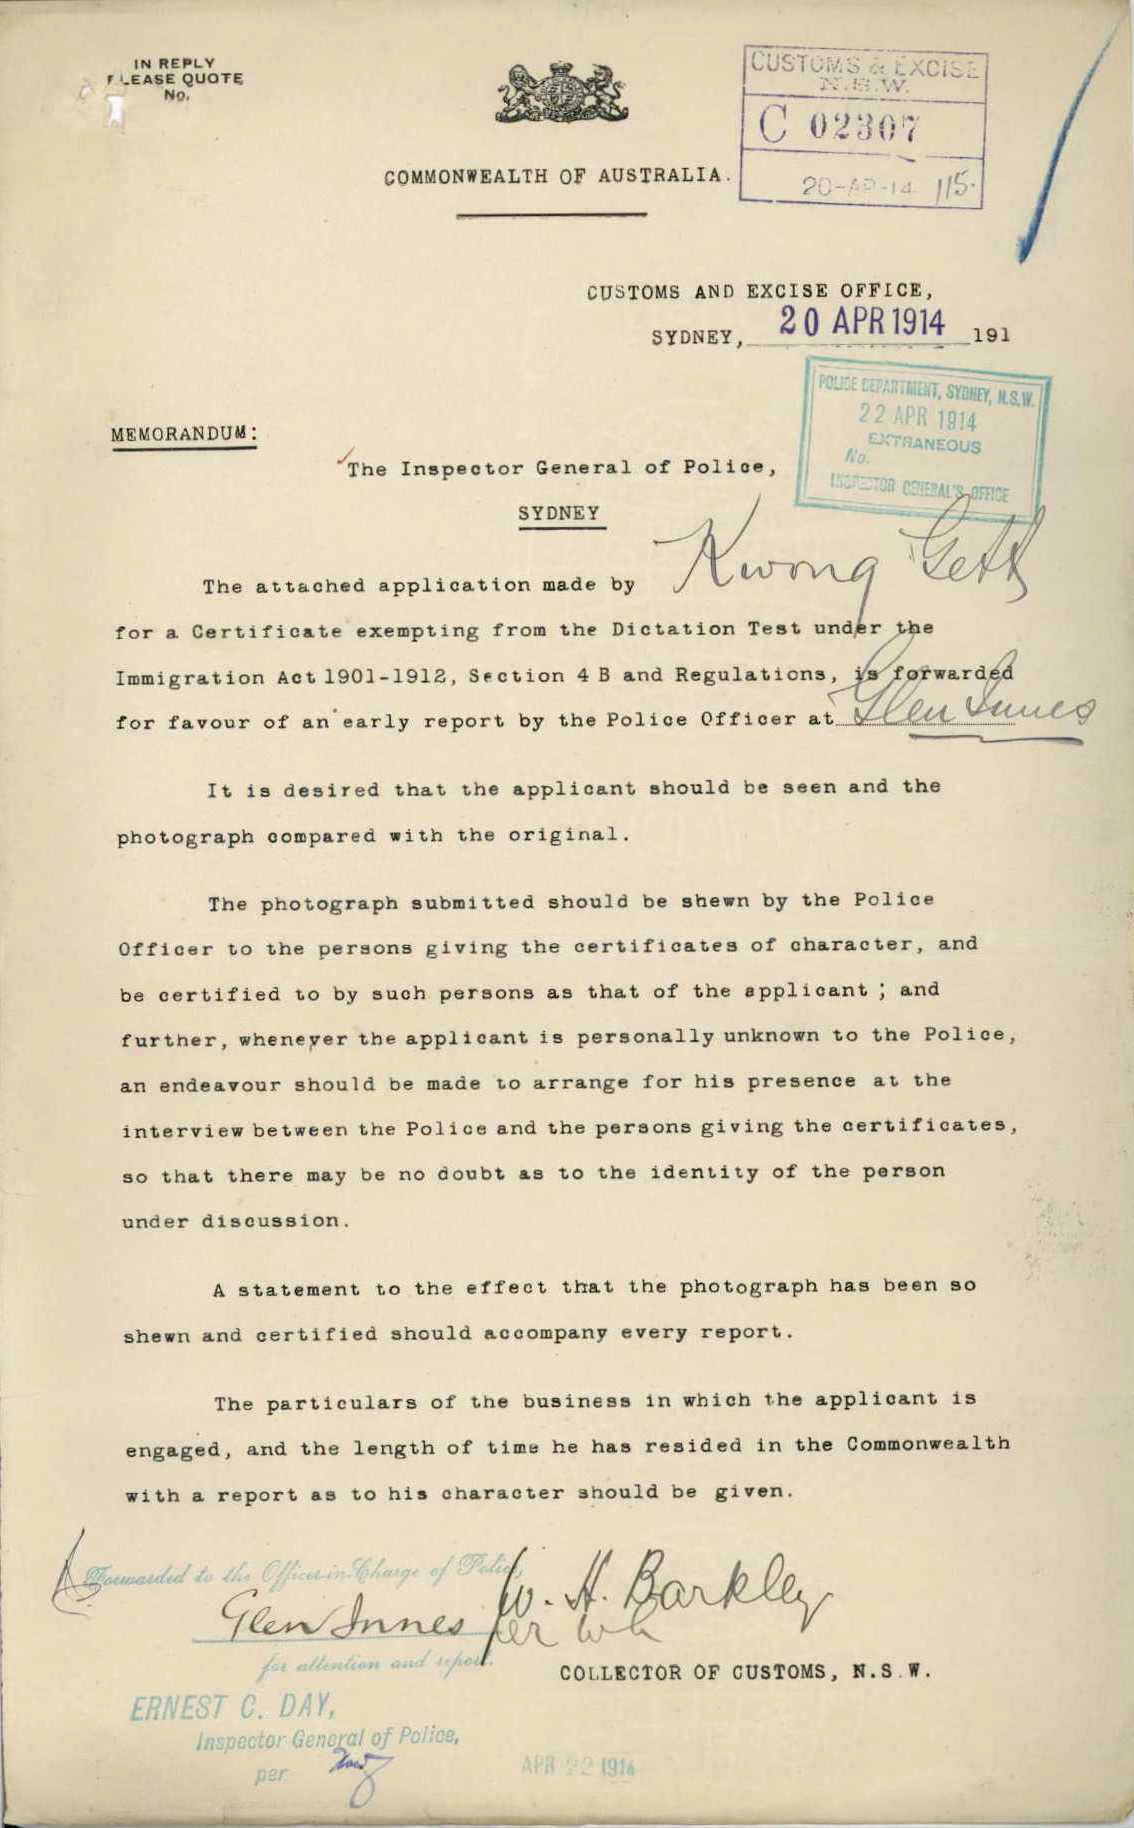 IN REPLY
PLEASE QUOTE
No.
CUSTOMS & EXCISE
N.S.W.
C 02307
20-AP-14 115.
COMMONWEALTH OF AUSTRALIA.
CUSTOMS AND EXCISE OFFICE,
SYDNEY, 20 APR 1914 191
POLICE DEPARTMENT, SYDNEY, N.S.W.
22 APR 1914
EXTRANEOUS
No.
INSPECTOR GENERAL'S OFFICE
MEMORANDUM:
The Inspector General of Police,
SYDNEY
The attached application made by Kwong Gett
for a Certificate exempting from the Dictation Test under the
Immigration Act 1901-1912, Section 4 B and Regulations, is forwarded
for favour of an early report by the Police Officer at Glen Innes
It is desired that the applicant should be seen and the
photograph compared with the original.
The photograph submitted should be shewn by the Police
Officer to the persons giving the certificates of character, and
be certified to by such persons as that of the applicant ; and
further, whenever the applicant is personally unknown to the Police,
an endeavour should be made to arrange for his presence at the
interview between the Police and the persons giving the certificates,
so that there may be no doubt as to the identity of the person
under discussion.
A statement to the effect that the photograph has been so
shewn and certified should accompany every report.
The particulars of the business in which the applicant is
engaged, and the length of time he has resided in the Commonwealth
with a report as to his character should be given.
Forwarded to the Officer-in-Charge of Police,
Glen Innes
for attention and report.
W. H. Barkley
per
COLLECTOR OF CUSTOMS, N.S.W.
ERNEST C. DAY,
Inspector General of Police,
per
APR 22 1914